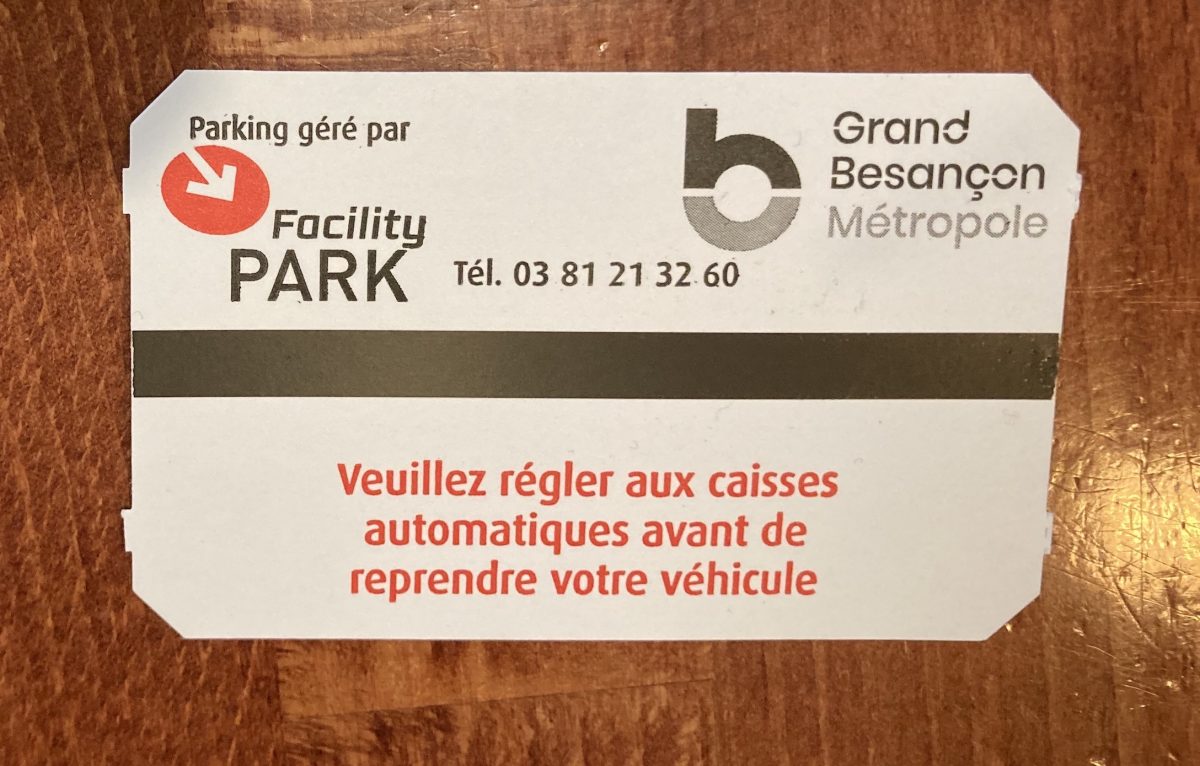 Parking géré par
Facility
PARK
Tél. 03 81 21 32 60
b
Grand
Besançon
Métropole
Veuillez régler aux caisses
automatiques avant de
reprendre votre véhicule